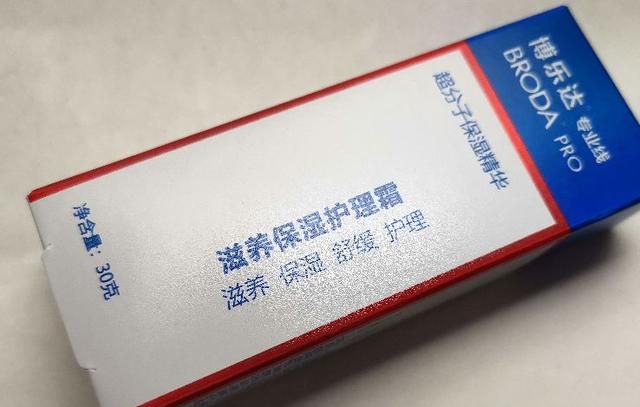 博乐达 专业线
BRODA PRO
超分子保湿精华
滋养保湿护理霜
滋养 保湿 舒缓 护理
净含量：30克